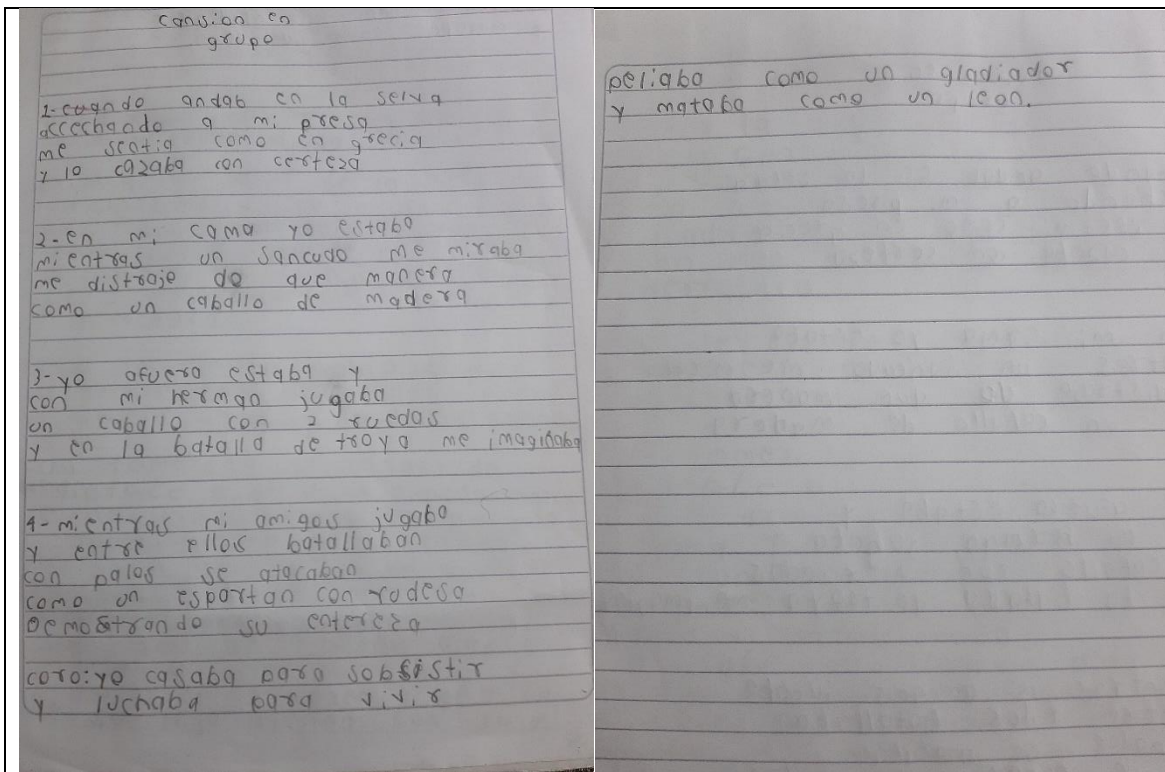 cansion en
grupo
1-cuando andab en la selva
accechando a mi presa
me sentia como en grecia
y lo cazaba con certeza
2-en mi cama yo estaba
mientras un sancudo me miraba
me distraje do que manera
como un caballo de madera
3-yo afuera estaba y
con mi herman jugaba
un caballo con 2 ruedas
y en la batalla de troya me imaginaba
4-mientras mi amigos jugaba
y entre ellos batallaban
con palos se atacaban
como un espartan con rudesa
Demostrando su entereza
coro:yo casaba para sobsistir
y luchaba para vivir
peliaba como un gladiador
y mataba como un leon.